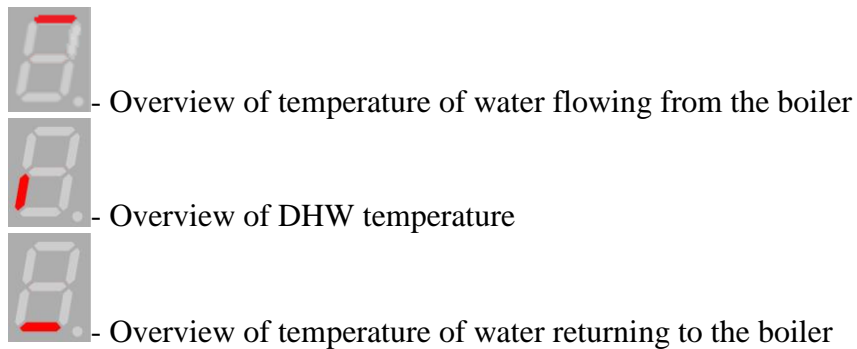 - Overview of temperature of water flowing from the boiler
- Overview of DHW temperature
- Overview of temperature of water returning to the boiler